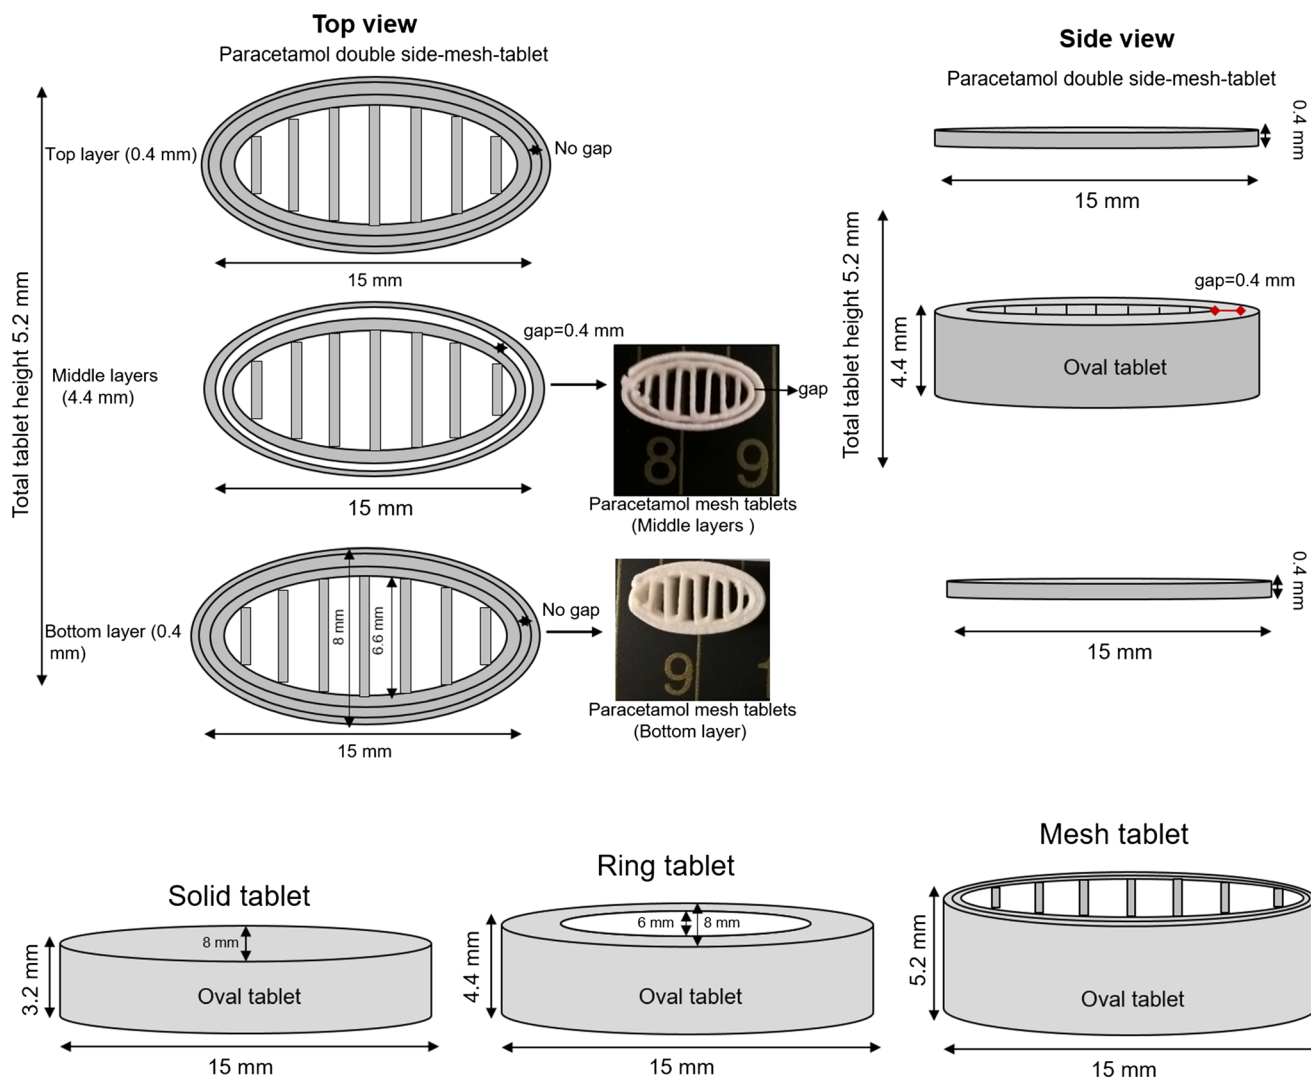 Top view
Paracetamol double side-mesh-tablet
Top layer (0.4 mm)
No gap
15 mm
Total tablet height 5.2 mm
Middle layers
(4.4 mm)
gap=0.4 mm
gap
15 mm
8
9
Paracetamol mesh tablets
(Middle layers )
Bottom layer (0.4
mm)
8 mm
6.6 mm
No gap
15 mm
9
1
Paracetamol mesh tablets
(Bottom layer)
Side view
Paracetamol double side-mesh-tablet
0.4 mm
15 mm
Total tablet height 5.2 mm
gap=0.4 mm
4.4 mm
Oval tablet
0.4 mm
15 mm
Solid tablet
8 mm
3.2 mm
Oval tablet
15 mm
Ring tablet
6 mm
8 mm
4.4 mm
Oval tablet
15 mm
Mesh tablet
5.2 mm
Oval tablet
15 mm